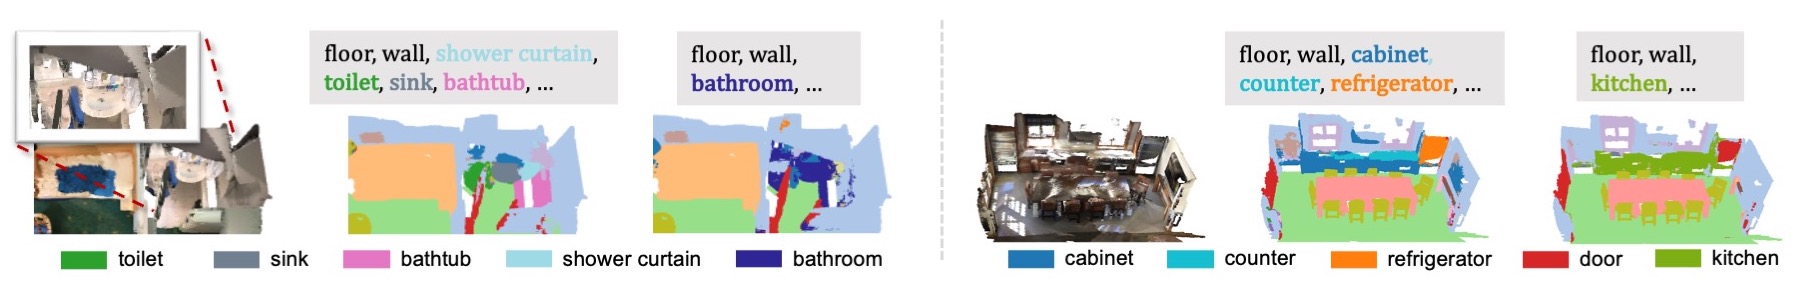 floor, wall, shower curtain,
toilet, sink, bathtub, ...
floor, wall,
bathroom, ...
floor, wall, cabinet,
counter, refrigerator, ...
floor, wall,
kitchen, ...
toilet
sink
bathtub
shower curtain
bathroom
cabinet
counter
refrigerator
door
kitchen